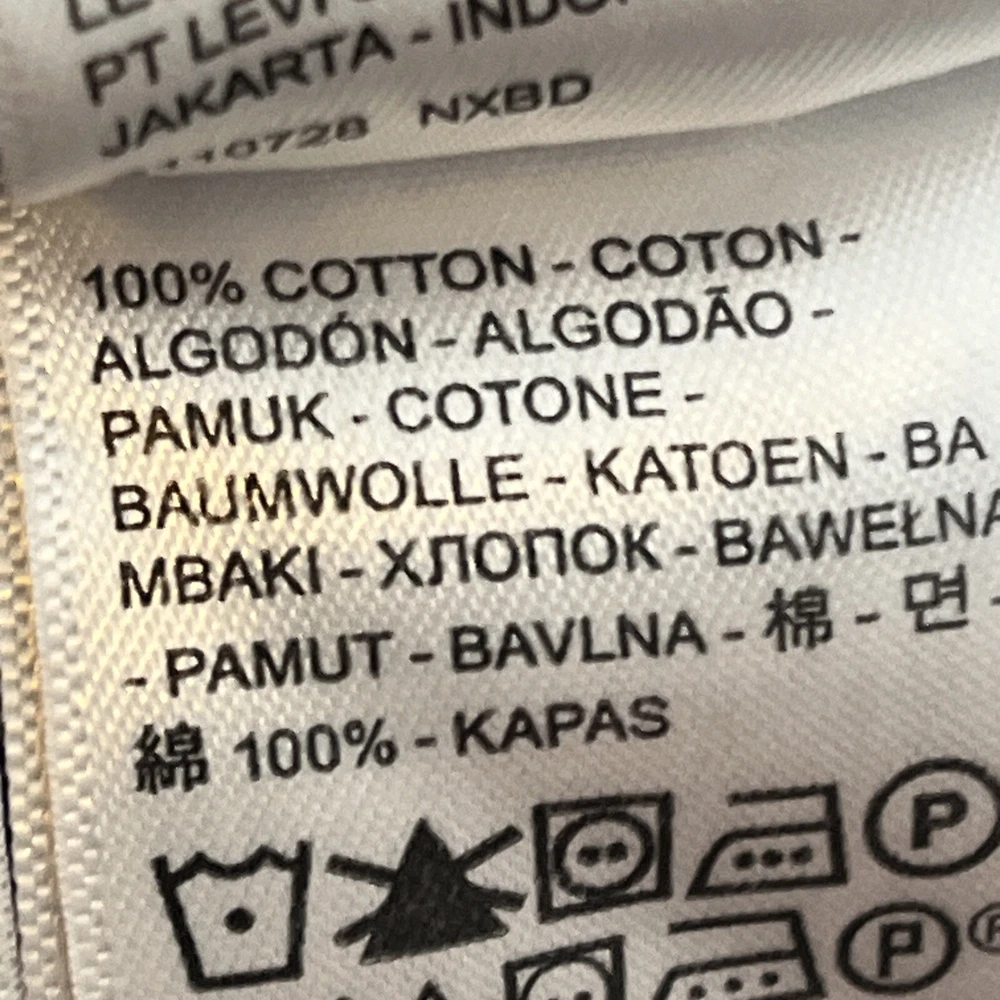 PT LEVI
JAKARTA - INDO
110728 NXBD
100% COTTON - COTON -
ALGODÓN - ALGODÃO -
PAMUK - COTONE -
BAUMWOLLE - KATOEN - BA
MBAKI - ХЛОПОК - BAWEŁNA
- PAMUT - BAVLNA - 棉 - 면 -
綿 100% - KAPAS
P
P